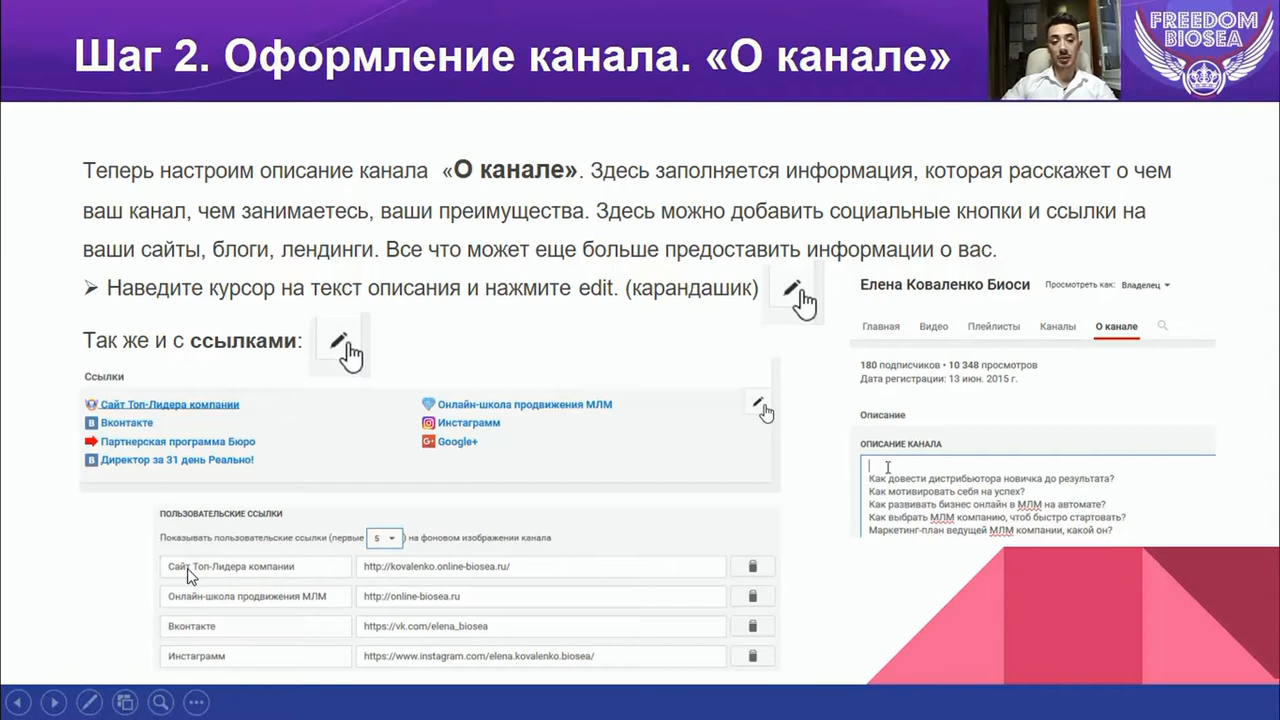 Шаг 2. Оформление канала. «О канале»
FREEDOM
BIOSEA
Теперь настроим описание канала «О канале». Здесь заполняется информация, которая расскажет о чем
ваш канал, чем занимаетесь, ваши преимущества. Здесь можно добавить социальные кнопки и ссылки на
ваши сайты, блоги, лендинги. Все что может еще больше предоставить информации о вас.
➢ Наведите курсор на текст описания и нажмите edit. (карандашик)
Так же и с ссылками:
Ссылки
Сайт Топ-Лидера компании
Онлайн-школа продвижения МЛМ
Вконтакте
Инстаграмм
Партнерская программа Бюро
Google+
Директор за 31 день Реально!
ПОЛЬЗОВАТЕЛЬСКИЕ ССЫЛКИ
Показывать пользовательские ссылки (первые 5 ) на фоновом изображении канала
Сайт Топ-Лидера компании http://kovalenko.online-biosea.ru/
Онлайн-школа продвижения МЛМ http://online-biosea.ru
Вконтакте https://vk.com/elena_biosea
Инстаграмм https://www.instagram.com/elena.kovalenko.biosea/
Елена Коваленко Биоси Просмотреть как: Владелец
Главная Видео Плейлисты Каналы О канале
180 подписчиков • 10 348 просмотров
Дата регистрации: 13 июн. 2015 г.
Описание
ОПИСАНИЕ КАНАЛА
Как довести дистрибьютора новичка до результата?
Как мотивировать себя на успех?
Как развивать бизнес онлайн в МЛМ на автомате?
Как выбрать МЛМ компанию, чтоб быстро стартовать?
Маркетинг-план ведущей МЛМ компании, какой он?